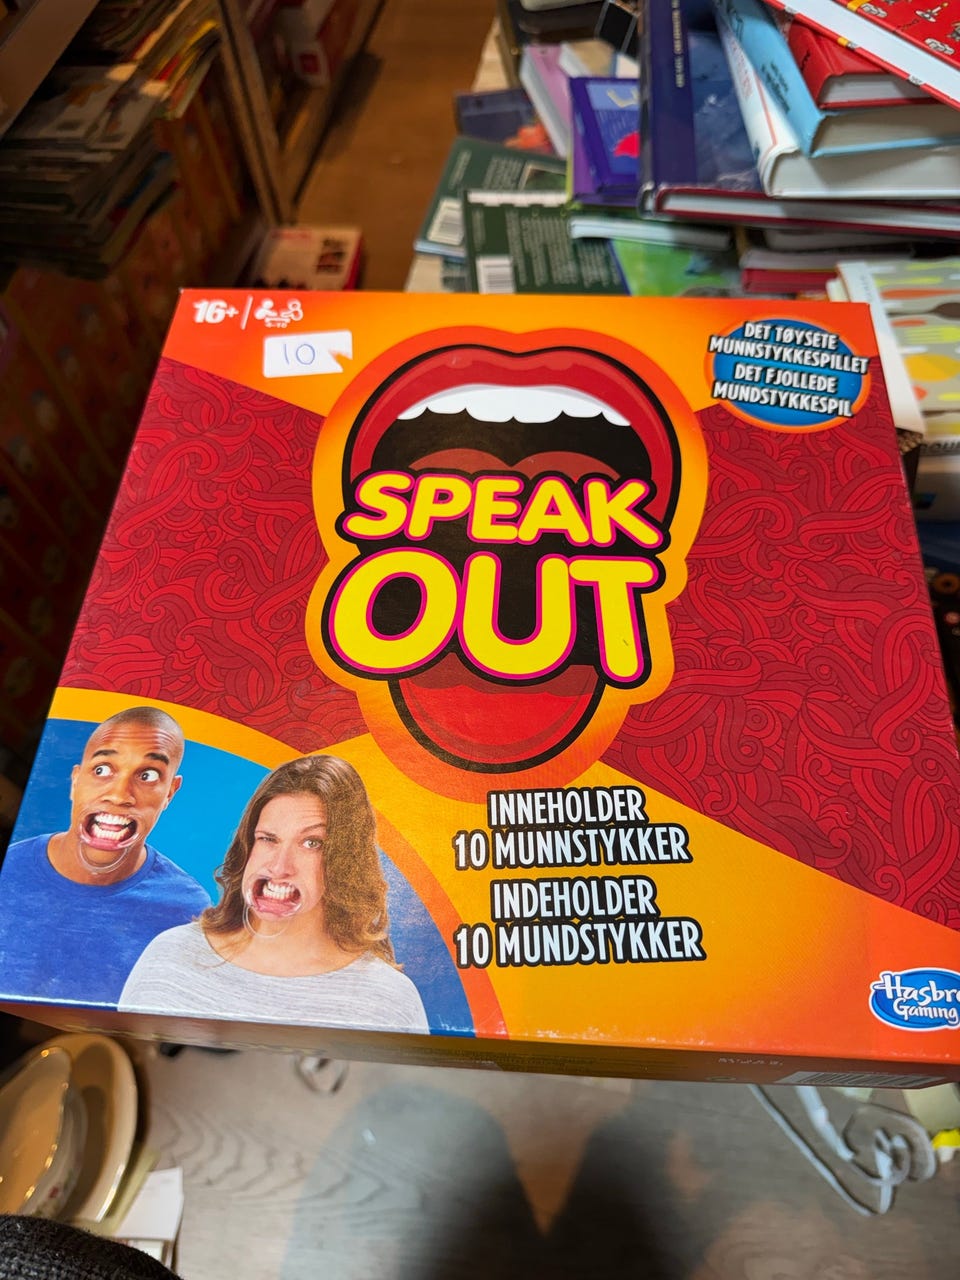 16+
10
DET TØYSETE
MUNNSTYKKESPILLET
DET FJOLLEDE
MUNDSTYKKESPIL
SPEAK
OUT
INNEHOLDER
10 MUNNSTYKKER
INDEHOLDER
10 MUNDSTYKKER
Hasbro
Gaming